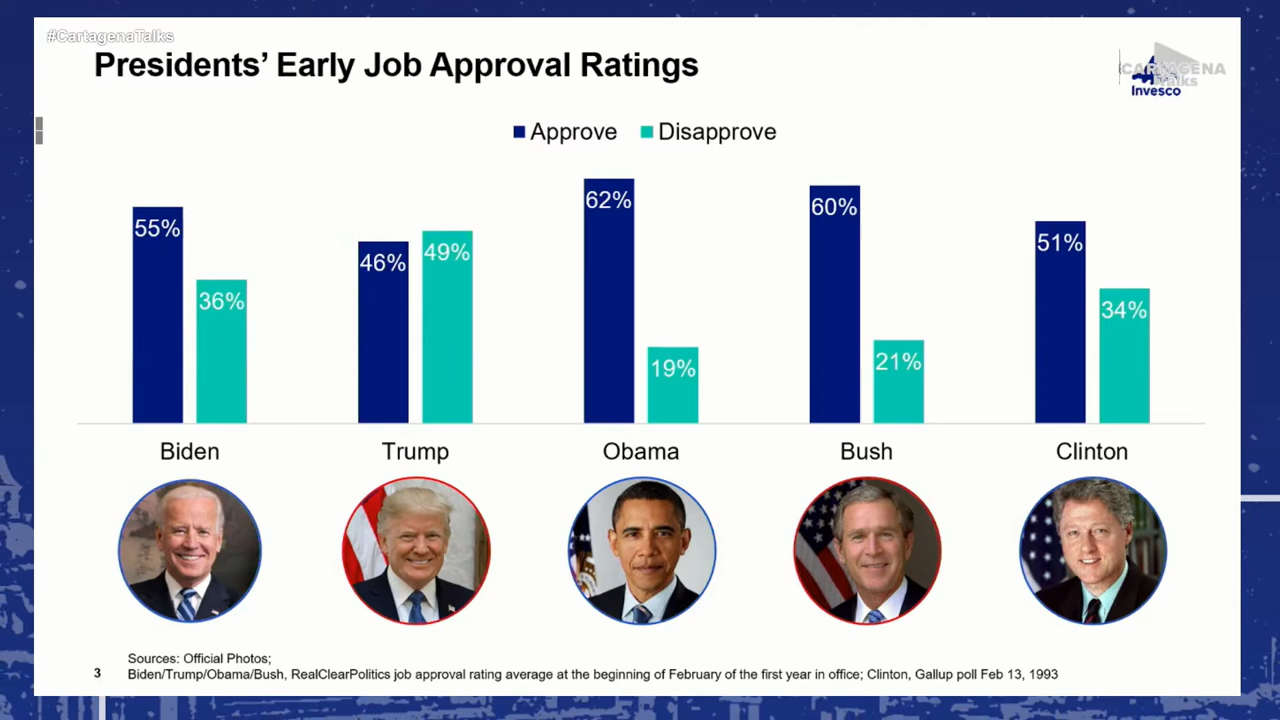 #CartagenaTalks
Presidents' Early Job Approval Ratings
CARTAGENA
Talks
Invesco
Approve Disapprove
55% 36% 46% 49% 62% 19% 60% 21% 51% 34%
Biden Trump Obama Bush Clinton
Sources: Official Photos;
3 Biden/Trump/Obama/Bush, RealClearPolitics job approval rating average at the beginning of February of the first year in office; Clinton, Gallup poll Feb 13, 1993